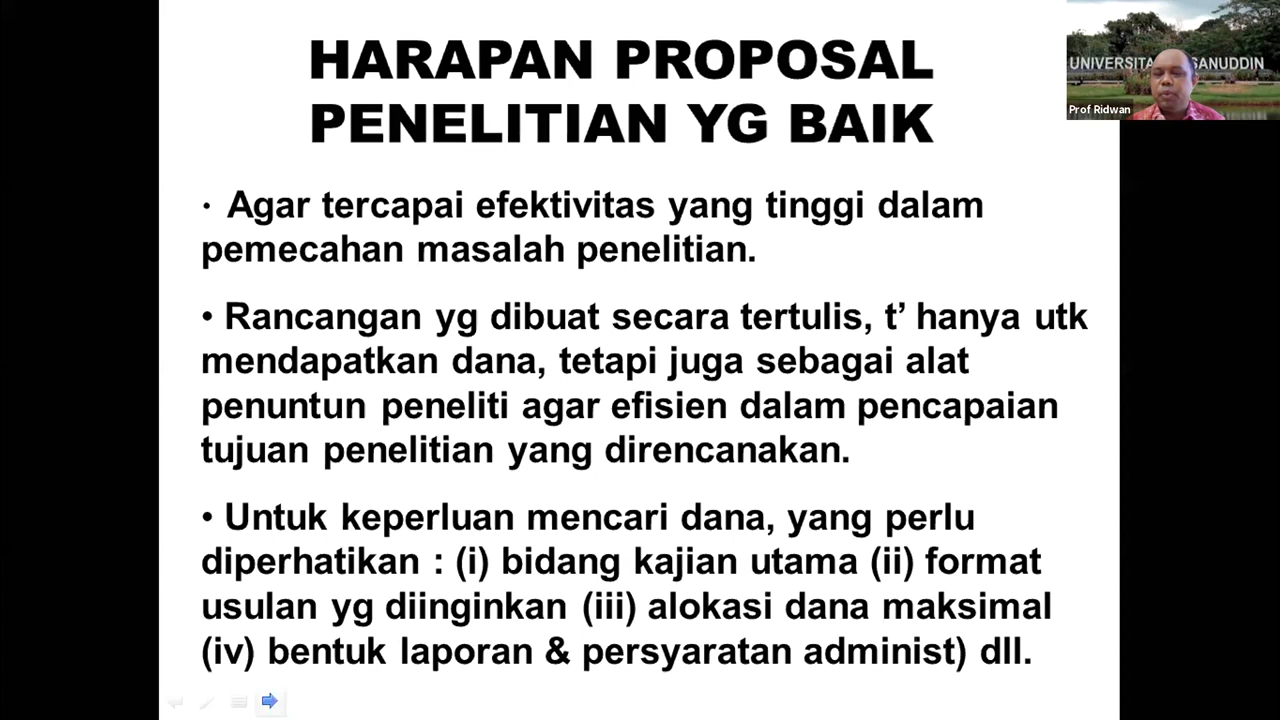 HARAPAN PROPOSAL
PENELITIAN YG BAIK
• Agar tercapai efektivitas yang tinggi dalam
pemecahan masalah penelitian.
• Rancangan yg dibuat secara tertulis, t’ hanya utk
mendapatkan dana, tetapi juga sebagai alat
penuntun peneliti agar efisien dalam pencapaian
tujuan penelitian yang direncanakan.
• Untuk keperluan mencari dana, yang perlu
diperhatikan : (i) bidang kajian utama (ii) format
usulan yg diinginkan (iii) alokasi dana maksimal
(iv) bentuk laporan & persyaratan administ) dll.
UNIVERSITA SANUDDIN
Prof Ridwan